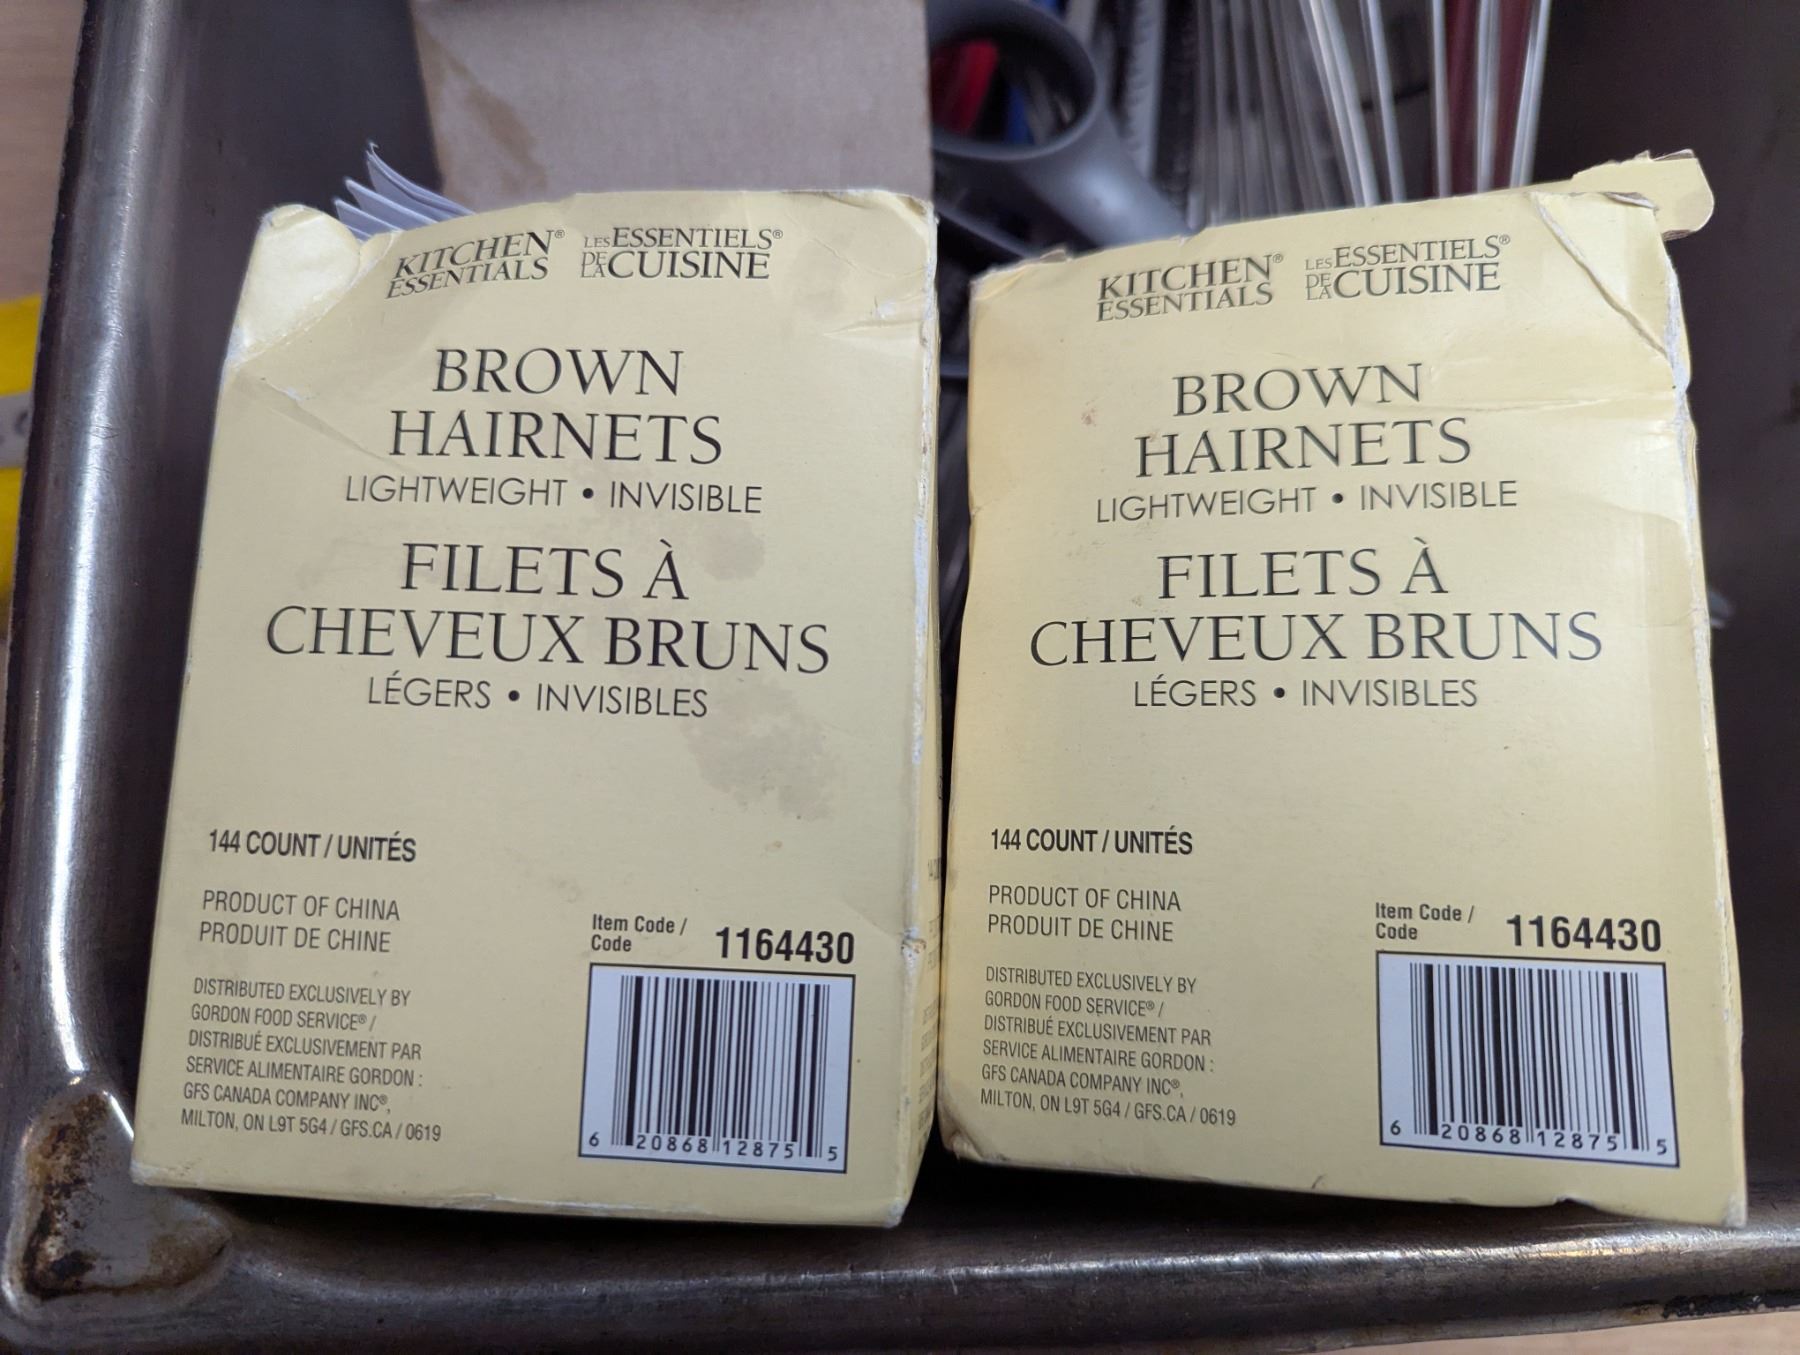 KITCHEN®
ESSENTIALS
LES ESSENTIELS®
DE LA CUISINE
BROWN
HAIRNETS
LIGHTWEIGHT • INVISIBLE
FILETS À
CHEVEUX BRUNS
LÉGERS • INVISIBLES
144 COUNT / UNITÉS
PRODUCT OF CHINA
PRODUIT DE CHINE
DISTRIBUTED EXCLUSIVELY BY
GORDON FOOD SERVICE® /
DISTRIBUÉ EXCLUSIVEMENT PAR
SERVICE ALIMENTAIRE GORDON :
GFS CANADA COMPANY INC®,
MILTON, ON L9T 5G4 / GFS.CA / 0619
Item Code /
Code
1164430
6 20868 12875 5
KITCHEN®
ESSENTIALS
LES ESSENTIELS®
DE LA CUISINE
BROWN
HAIRNETS
LIGHTWEIGHT • INVISIBLE
FILETS À
CHEVEUX BRUNS
LÉGERS • INVISIBLES
144 COUNT / UNITÉS
PRODUCT OF CHINA
PRODUIT DE CHINE
DISTRIBUTED EXCLUSIVELY BY
GORDON FOOD SERVICE® /
DISTRIBUÉ EXCLUSIVEMENT PAR
SERVICE ALIMENTAIRE GORDON :
GFS CANADA COMPANY INC®,
MILTON, ON L9T 5G4 / GFS.CA / 0619
Item Code /
Code
1164430
6 20868 12875 5